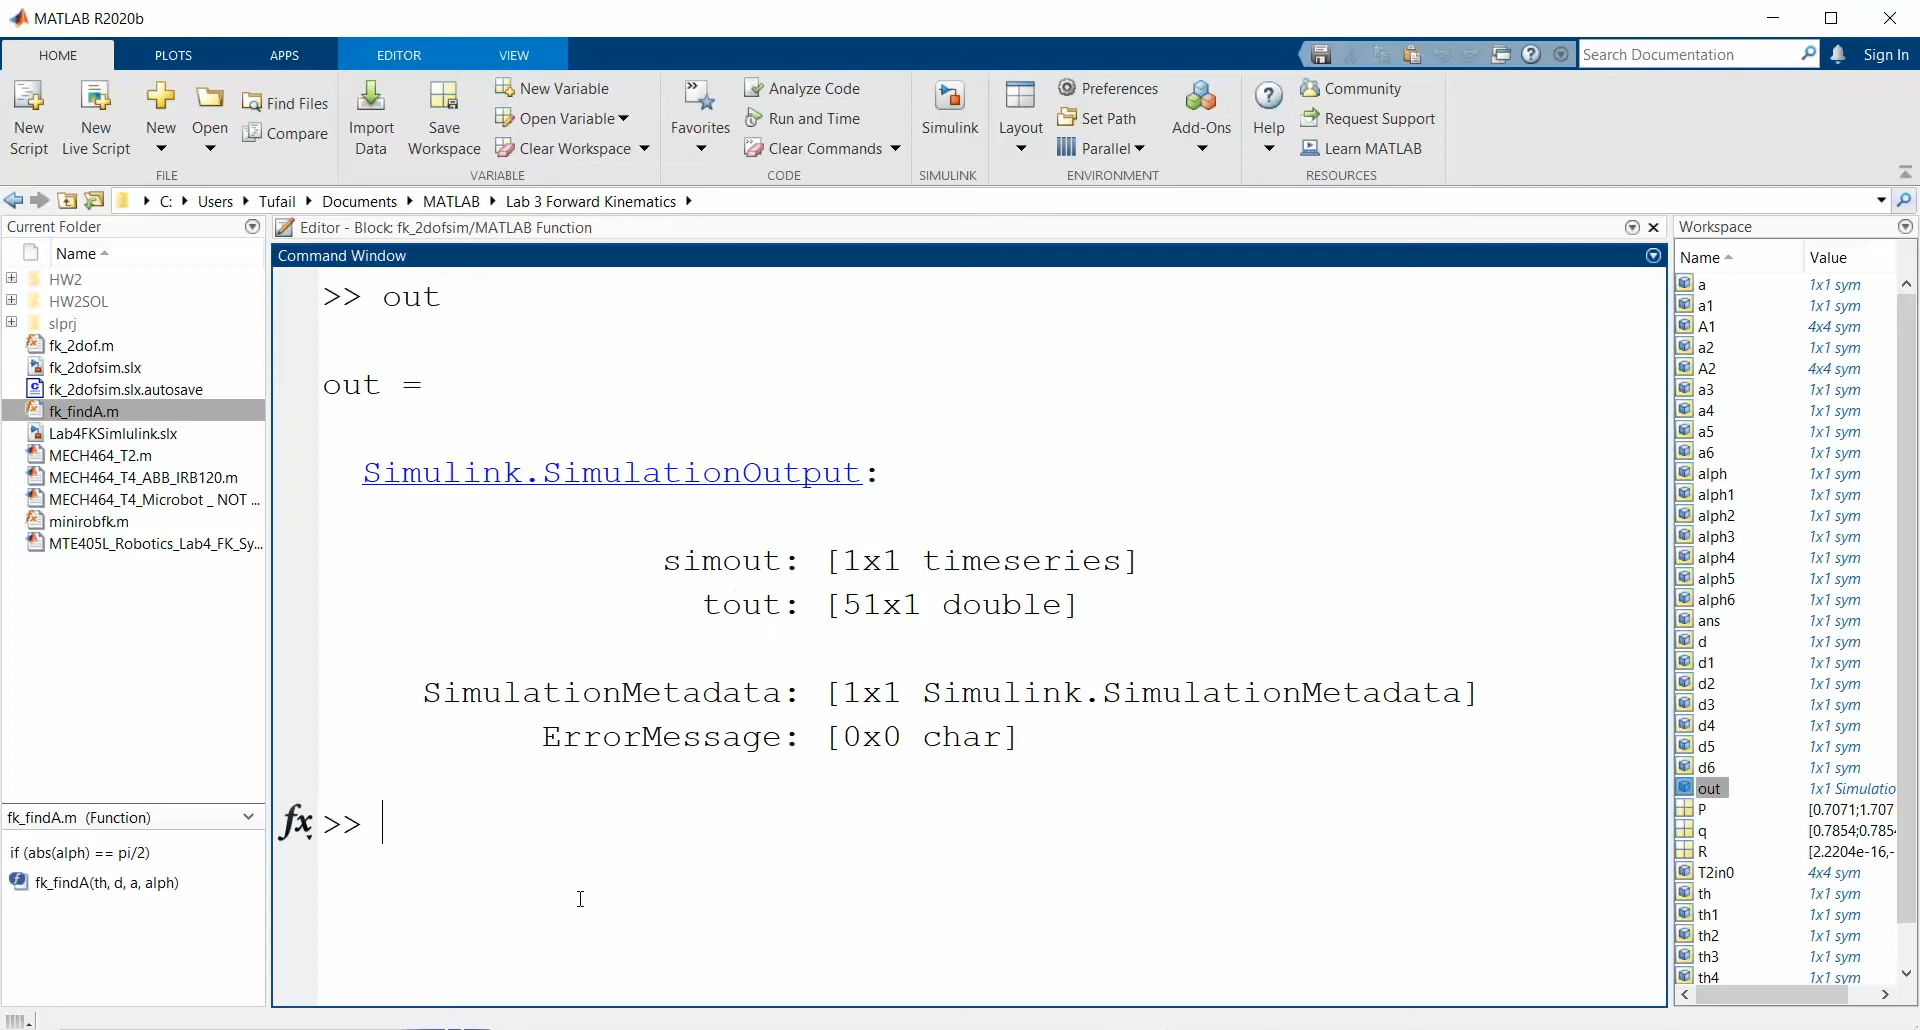 MATLAB R2020b
HOME PLOTS APPS EDITOR VIEW
Search Documentation
Sign In
New Script
New Live Script
New
Open
Find Files
Compare
FILE
Import Data
Save Workspace
New Variable
Open Variable
Clear Workspace
VARIABLE
Favorites
Analyze Code
Run and Time
Clear Commands
CODE
Simulink
SIMULINK
Layout
Preferences
Set Path
Parallel
Add-Ons
ENVIRONMENT
Help
Community
Request Support
Learn MATLAB
RESOURCES
C: Users Tufail Documents MATLAB Lab 3 Forward Kinematics
Current Folder
Name
HW2
HW2SOL
slprj
fk_2dof.m
fk_2dofsim.slx
fk_2dofsim.slx.autosave
fk_findA.m
Lab4FKSimlulink.slx
MECH464_T2.m
MECH464_T4_ABB_IRB120.m
MECH464_T4_Microbot _ NOT ...
minirobfk.m
MTE405L_Robotics_Lab4_FK_Sy...
fk_findA.m (Function)
if (abs(alph) == pi/2)
fk_findA(th, d, a, alph)
Editor - Block: fk_2dofsim/MATLAB Function
Command Window
>> out
out =
Simulink.SimulationOutput:
simout: [1x1 timeseries]
tout: [51x1 double]
SimulationMetadata: [1x1 Simulink.SimulationMetadata]
ErrorMessage: [0x0 char]
fx >>
Workspace
Name Value
a 1x1 sym
a1 1x1 sym
A1 4x4 sym
a2 1x1 sym
A2 4x4 sym
a3 1x1 sym
a4 1x1 sym
a5 1x1 sym
a6 1x1 sym
alph 1x1 sym
alph1 1x1 sym
alph2 1x1 sym
alph3 1x1 sym
alph4 1x1 sym
alph5 1x1 sym
alph6 1x1 sym
ans 1x1 sym
d 1x1 sym
d1 1x1 sym
d2 1x1 sym
d3 1x1 sym
d4 1x1 sym
d5 1x1 sym
d6 1x1 sym
out 1x1 Simulatio
P [0.7071;1.707
q [0.7854;0.785
R [2.2204e-16,-
T2in0 4x4 sym
th 1x1 sym
th1 1x1 sym
th2 1x1 sym
th3 1x1 sym
th4 1x1 sym